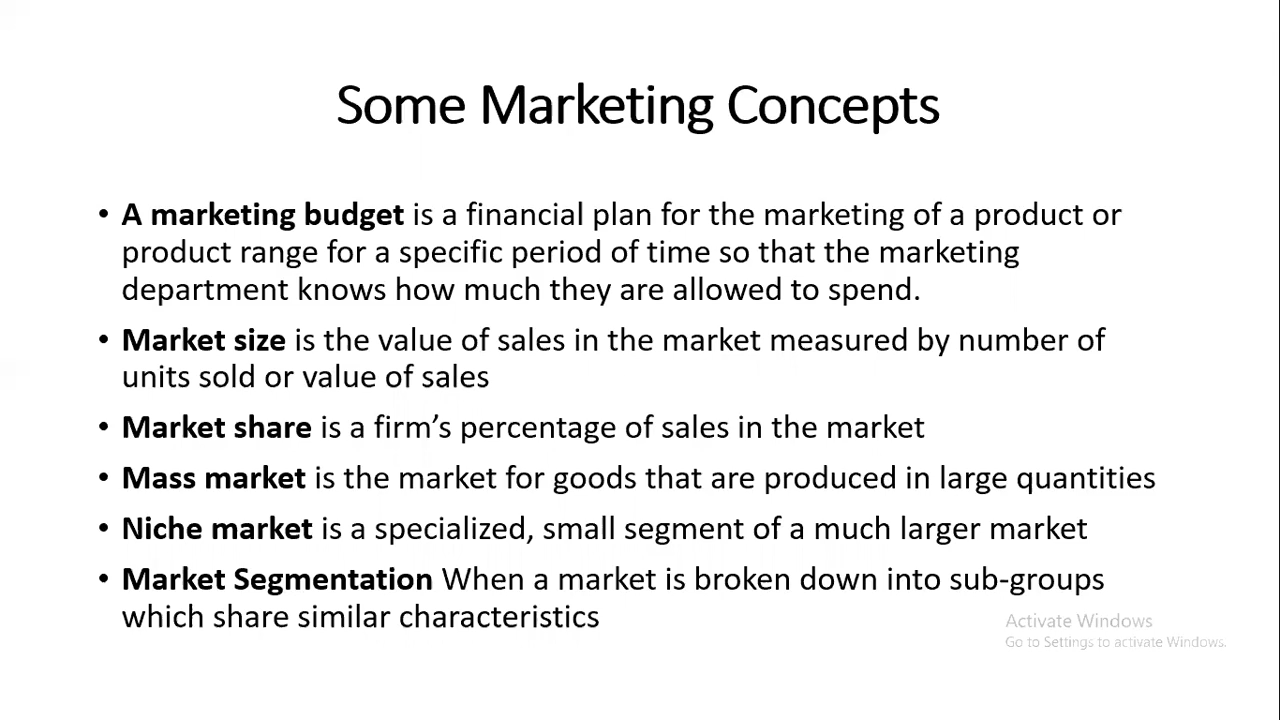 Some Marketing Concepts
• A marketing budget is a financial plan for the marketing of a product or
product range for a specific period of time so that the marketing
department knows how much they are allowed to spend.
• Market size is the value of sales in the market measured by number of
units sold or value of sales
• Market share is a firm’s percentage of sales in the market
• Mass market is the market for goods that are produced in large quantities
• Niche market is a specialized, small segment of a much larger market
• Market Segmentation When a market is broken down into sub-groups
which share similar characteristics
Activate Windows
Go to Settings to activate Windows.